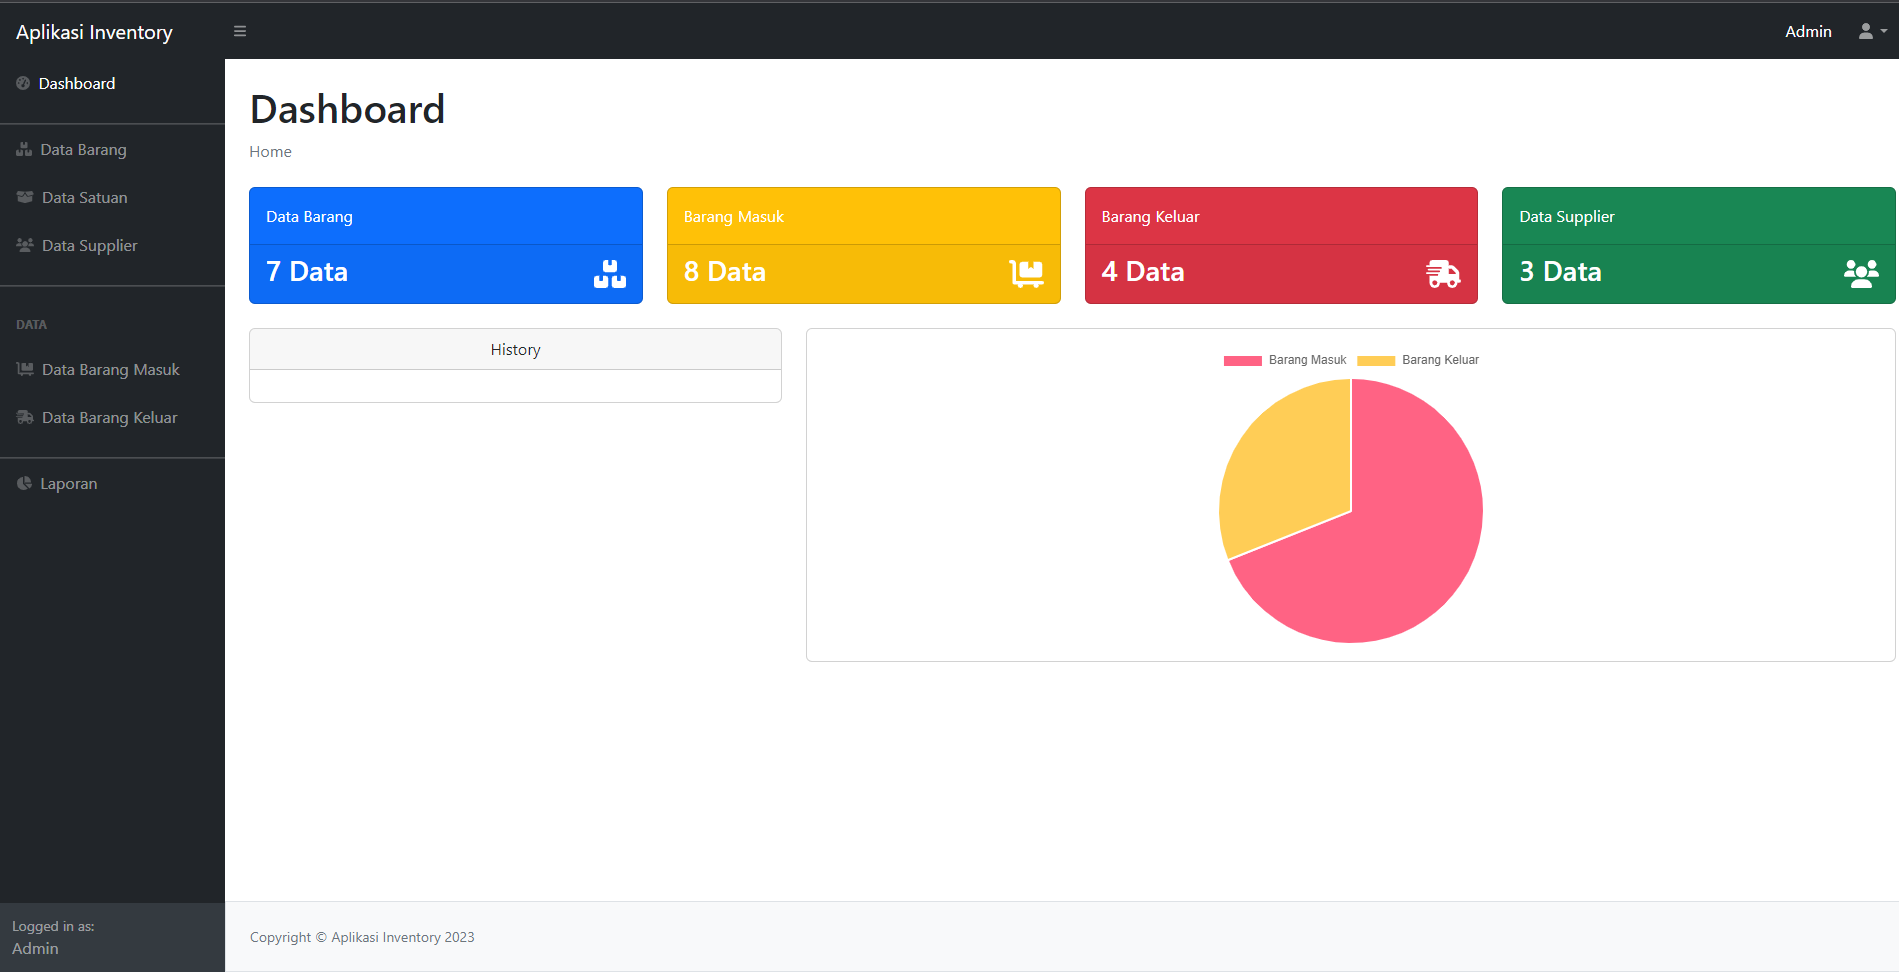 Aplikasi Inventory
Admin
Dashboard
Data Barang
Data Satuan
Data Supplier
DATA
Data Barang Masuk
Data Barang Keluar
Laporan
Logged in as:
Admin
Dashboard
Home
Data Barang
7 Data
Barang Masuk
8 Data
Barang Keluar
4 Data
Data Supplier
3 Data
History
Barang Masuk
Barang Keluar
Copyright © Aplikasi Inventory 2023